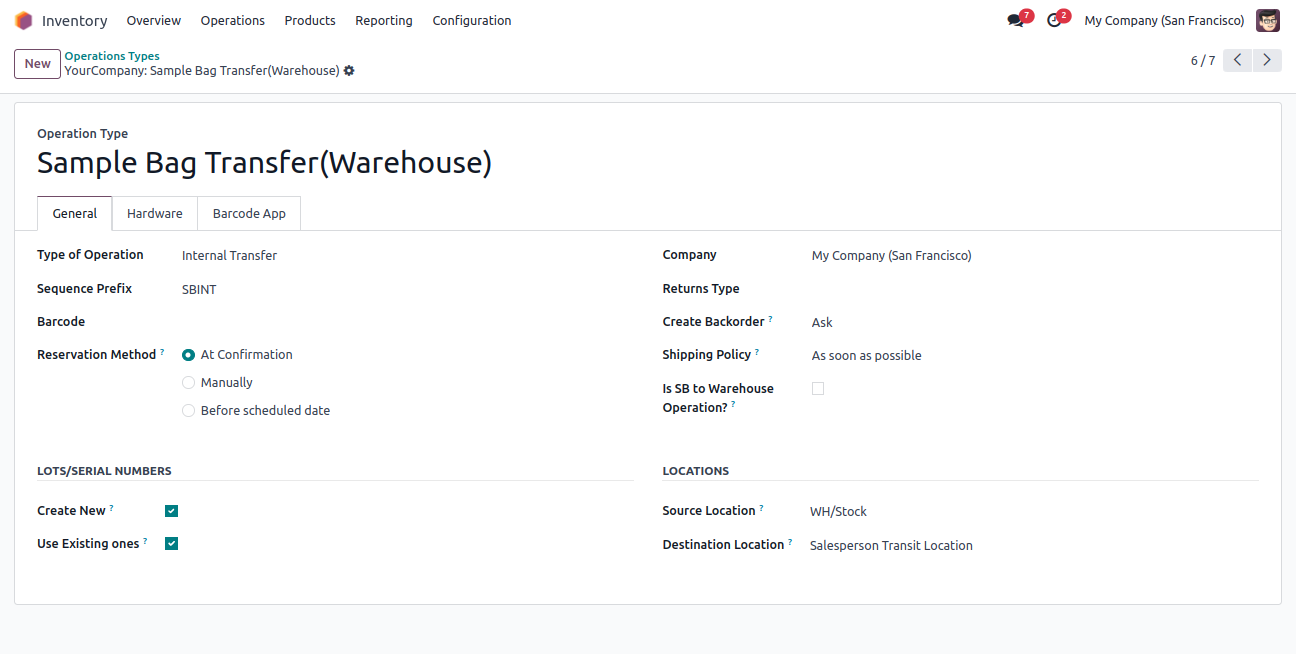 Inventory Overview Operations Products Reporting Configuration 7 2 My Company (San Francisco)
New Operations Types
YourCompany: Sample Bag Transfer(Warehouse) 6 / 7
Operation Type
Sample Bag Transfer(Warehouse)
General Hardware Barcode App
Type of Operation Internal Transfer Company My Company (San Francisco)
Sequence Prefix SBINT Returns Type
Barcode Create Backorder ? Ask
Reservation Method ? At Confirmation Shipping Policy ? As soon as possible
Manually Is SB to Warehouse
Operation? ?
Before scheduled date
LOTS/SERIAL NUMBERS LOCATIONS
Create New ? Source Location ? WH/Stock
Use Existing ones ? Destination Location ? Salesperson Transit Location